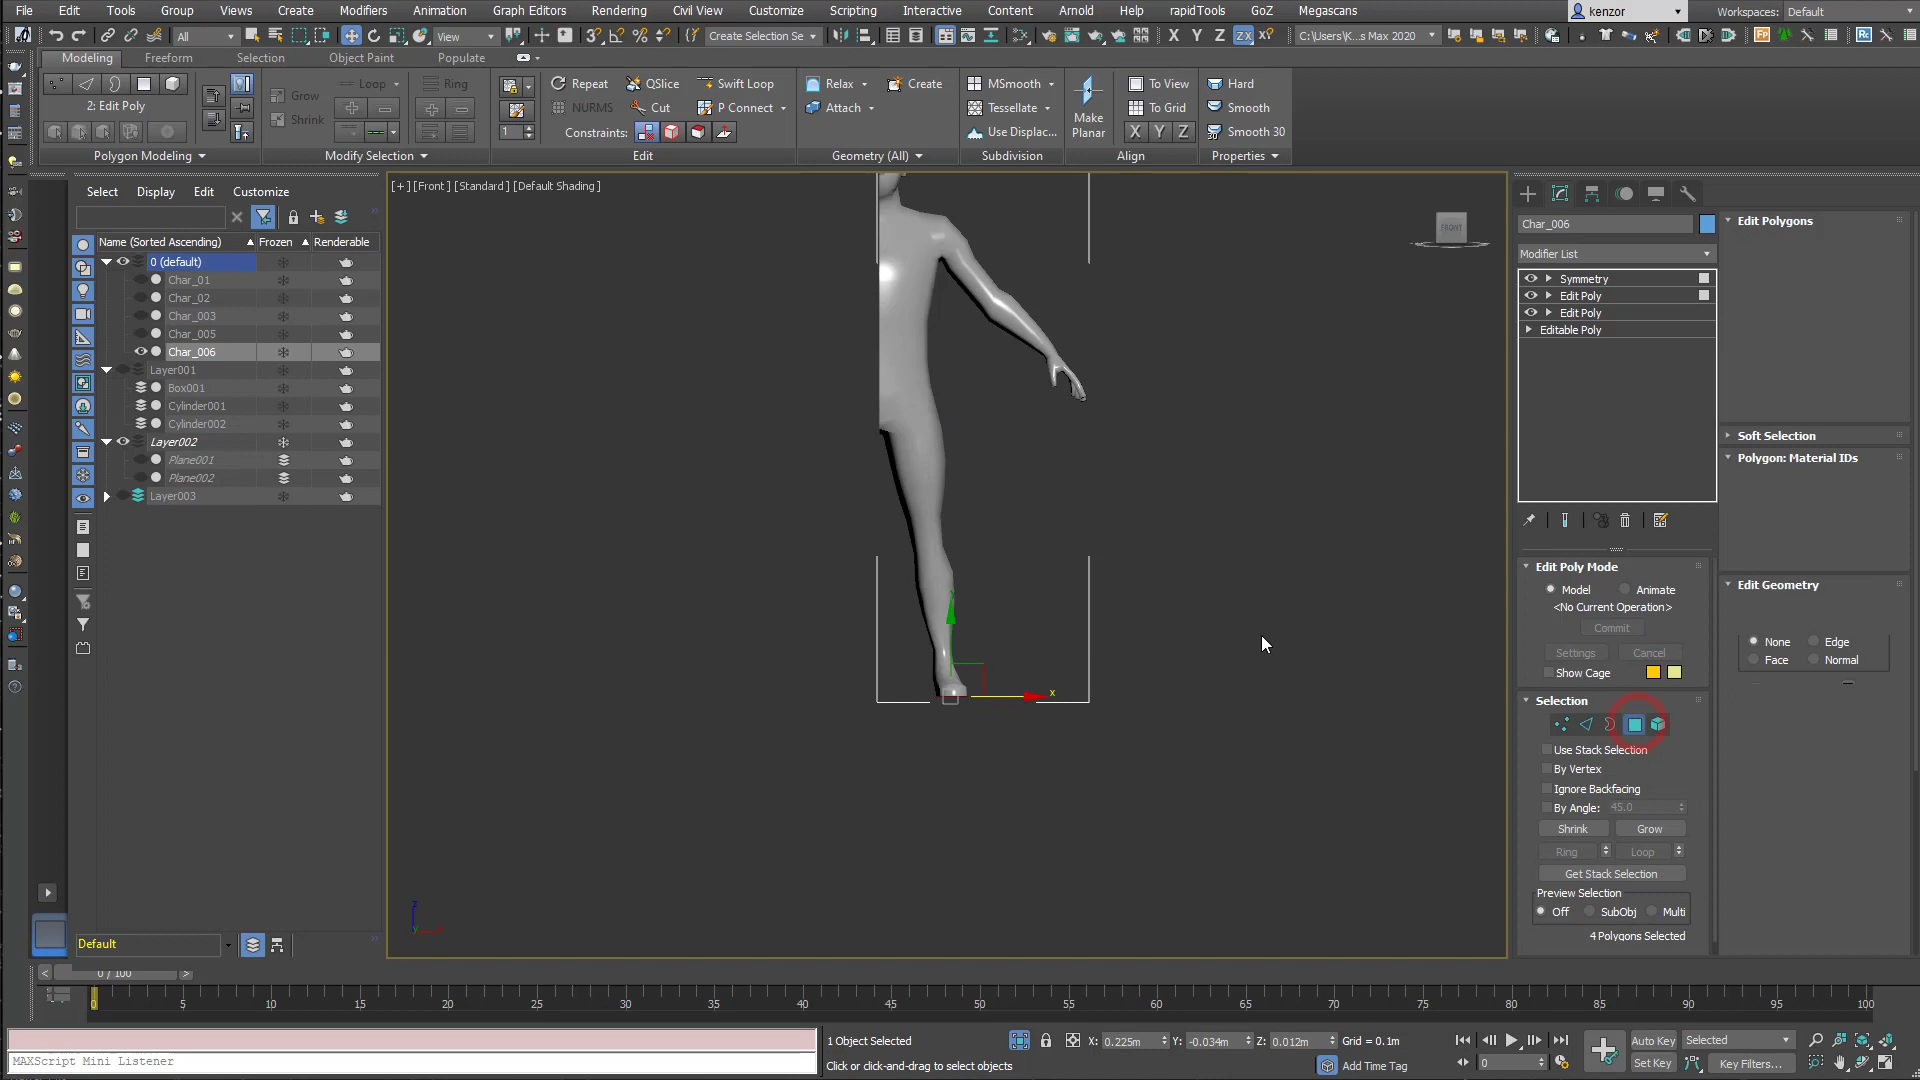 File Edit Tools Group Views Create Modifiers Animation Graph Editors Rendering Civil View Customize Scripting Interactive Content Arnold Help rapidTools GoZ Megascans kenzor Workspaces: Default
All View Create Selection Se X Y Z ZX X? C:\Users\K...s Max 2020
Modeling Freeform Selection Object Paint Populate
Loop Ring Repeat QSlice Swift Loop Relax Create MSmooth To View Hard
2: Edit Poly Grow NURMS Cut P Connect Attach Tessellate To Grid Smooth
Shrink 1 Constraints: Use Displac... Make Planar X Y Z Smooth 30
Polygon Modeling Modify Selection Edit Geometry (All) Subdivision Align Properties
Select Display Edit Customize
[+] [Front] [Standard] [Default Shading]
Name (Sorted Ascending) Frozen Renderable
0 (default)
Char_01
Char_02
Char_003
Char_005
Char_006
Layer001
Box001
Cylinder001
Cylinder002
Layer002
Plane001
Plane002
Layer003
Default
FRONT
x
z
Char_006
Modifier List
Symmetry
Edit Poly
Edit Poly
Editable Poly
Edit Poly Mode
Model Animate
<No Current Operation>
Commit
Settings Cancel
Show Cage
Selection
Use Stack Selection
By Vertex
Ignore Backfacing
By Angle: 45.0
Shrink Grow
Ring Loop
Get Stack Selection
Preview Selection
Off SubObj Multi
4 Polygons Selected
Edit Polygons
Soft Selection
Polygon: Material IDs
Edit Geometry
None Edge
Face Normal
< 0 / 100 >
0 5 10 15 20 25 30 35 40 45 50 55 60 65 70 75 80 85 90 95 100
MAXScript Mini Listener
1 Object Selected
Click or click-and-drag to select objects
X: 0.225m Y: -0.034m Z: 0.012m Grid = 0.1m
Add Time Tag
0
Auto Key Selected
Set Key Key Filters...